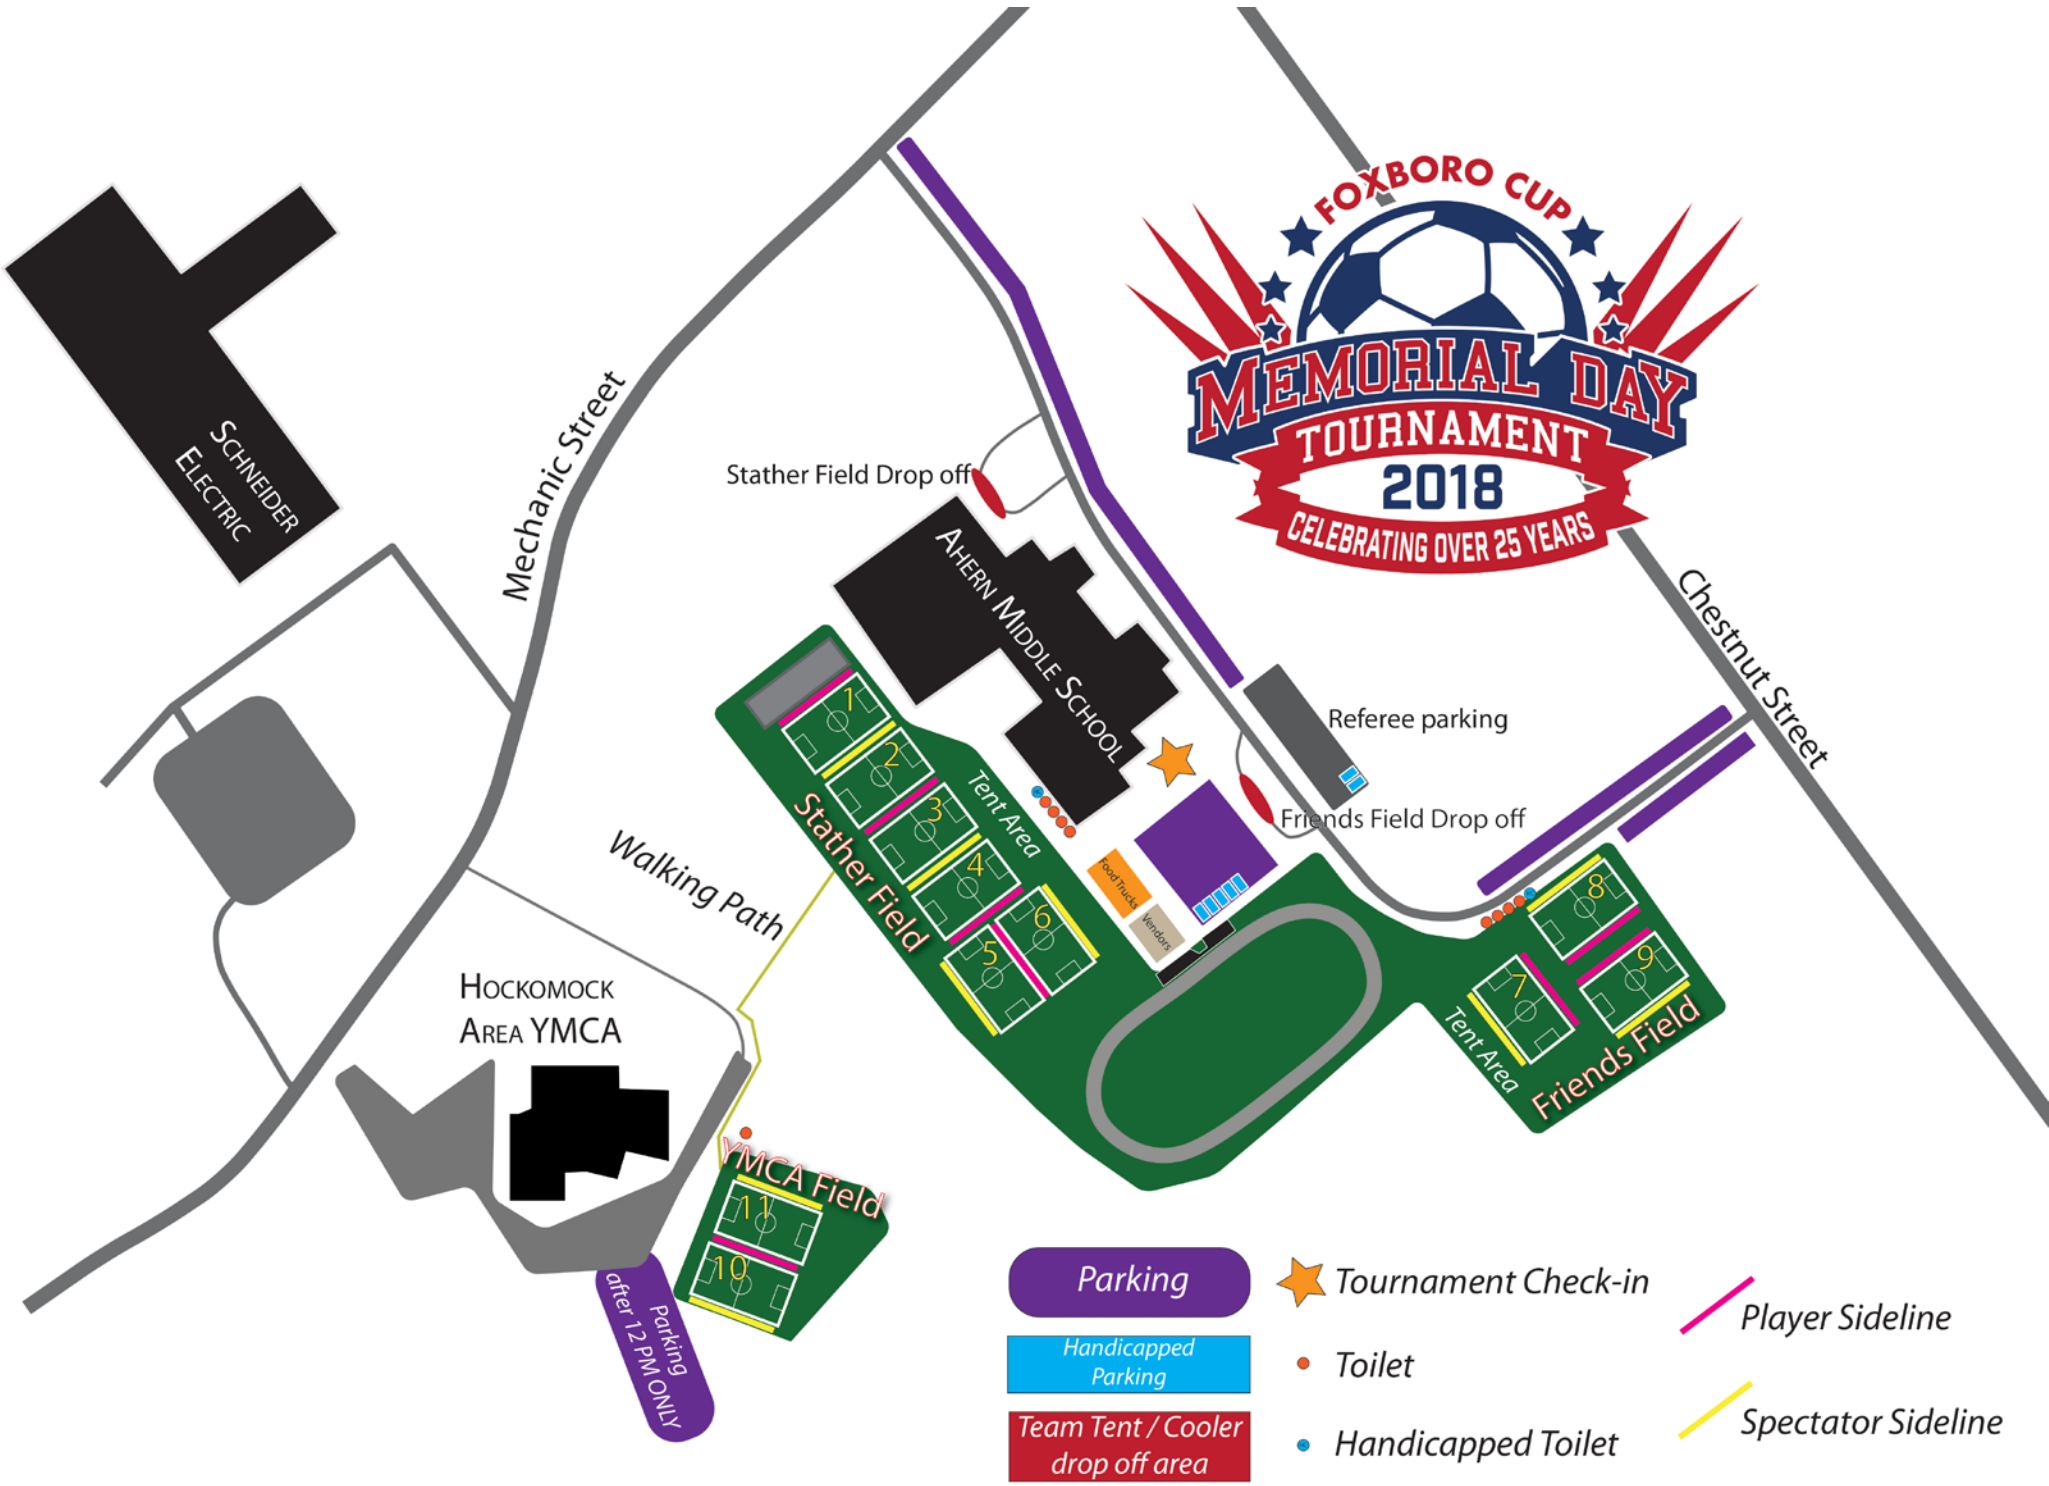 FOXBORO CUP
MEMORIAL DAY
TOURNAMENT
2018
CELEBRATING OVER 25 YEARS
SCHNEIDER
ELECTRIC
Mechanic Street
Stather Field Drop off
AHERN MIDDLE SCHOOL
Chestnut Street
Referee parking
Friends Field Drop off
Walking Path
Stather Field
Tent Area
1
2
3
4
5
6
Food Trucks
Vendors
8
9
7
Tent Area
Friends Field
HOCKOMOCK
AREA YMCA
YMCA Field
11
10
Parking
after 12 PM ONLY
Parking
Handicapped
Parking
Team Tent / Cooler
drop off area
Tournament Check-in
Toilet
Handicapped Toilet
Player Sideline
Spectator Sideline